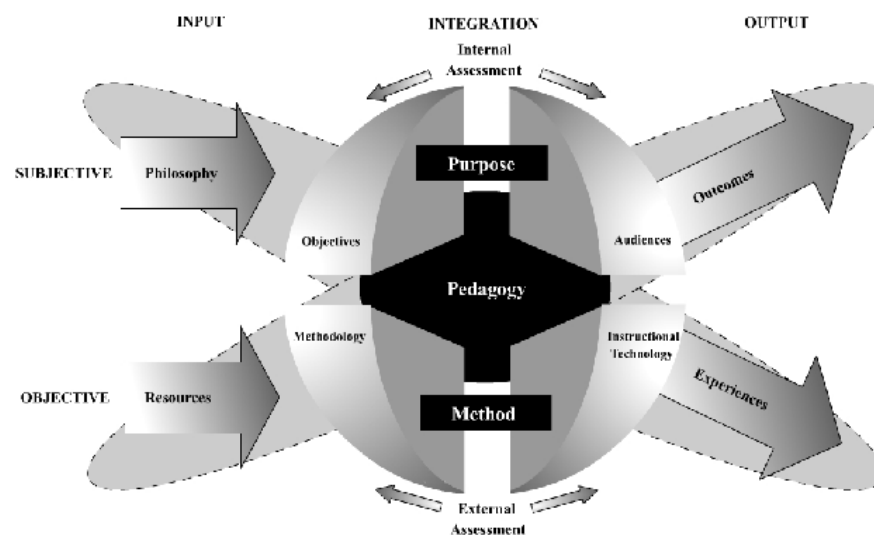 INPUT
INTEGRATION
OUTPUT
Internal
Assessment
SUBJECTIVE
Philosophy
Purpose
Outcomes
Objectives
Audiences
Pedagogy
Methodology
Instructional
Technology
OBJECTIVE
Resources
Method
Experiences
External
Assessment